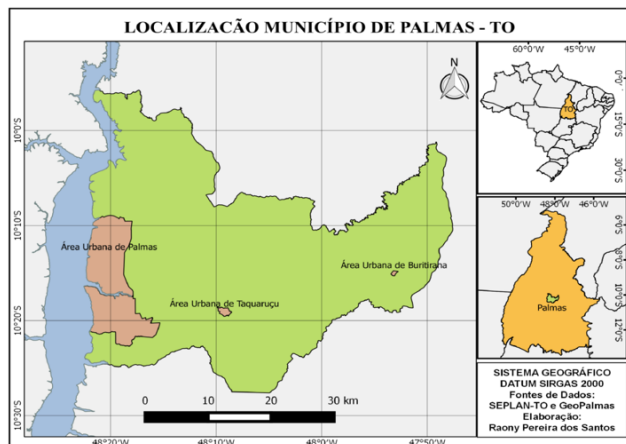 LOCALIZACÃO MUNICÍPIO DE PALMAS - TO
N
10°0'S
10°10'S
10°20'S
10°30'S
Área Urbana de Palmas
Área Urbana de Buritirana
Área Urbana de Taquaruçu
0 10 20 30 km
48°20'O 48°10'O 48°0'O 47°50'O
60°0'O 45°0'O
0°0'
15°0'S
30°0'S
TO
50°0'O 48°0'O 46°0'O
6°0'S
8°0'S
10°0'S
12°0'S
Palmas
SISTEMA GEOGRÁFICO
DATUM SIRGAS 2000
Fontes de Dados:
SEPLAN-TO e GeoPalmas
Elaboração:
Raony Pereira dos Santos